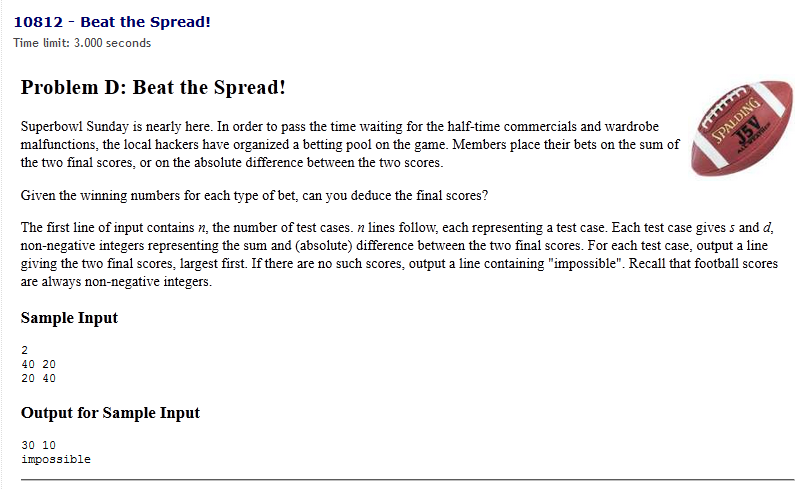 10812 - Beat the Spread!
Time limit: 3.000 seconds
Problem D: Beat the Spread!
Superbowl Sunday is nearly here. In order to pass the time waiting for the half-time commercials and wardrobe
malfunctions, the local hackers have organized a betting pool on the game. Members place their bets on the sum of
the two final scores, or on the absolute difference between the two scores.
SPALDING
J5V
Given the winning numbers for each type of bet, can you deduce the final scores?
The first line of input contains n, the number of test cases. n lines follow, each representing a test case. Each test case gives s and d,
non-negative integers representing the sum and (absolute) difference between the two final scores. For each test case, output a line
giving the two final scores, largest first. If there are no such scores, output a line containing "impossible". Recall that football scores
are always non-negative integers.
Sample Input
2
40 20
20 40
Output for Sample Input
30 10
impossible